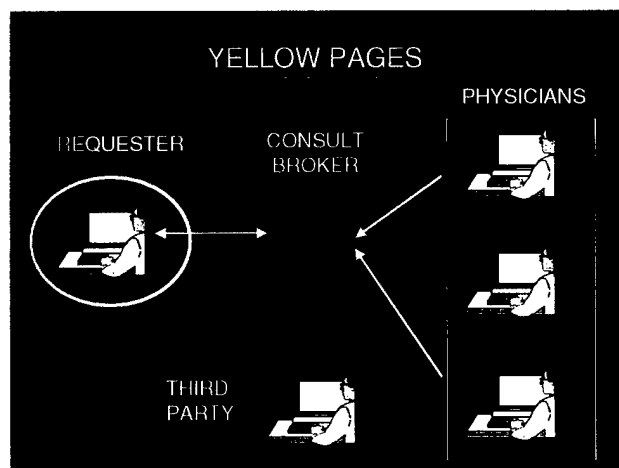 YELLOW PAGES
PHYSICIANS
REQUESTER
CONSULT
BROKER
THIRD
PARTY